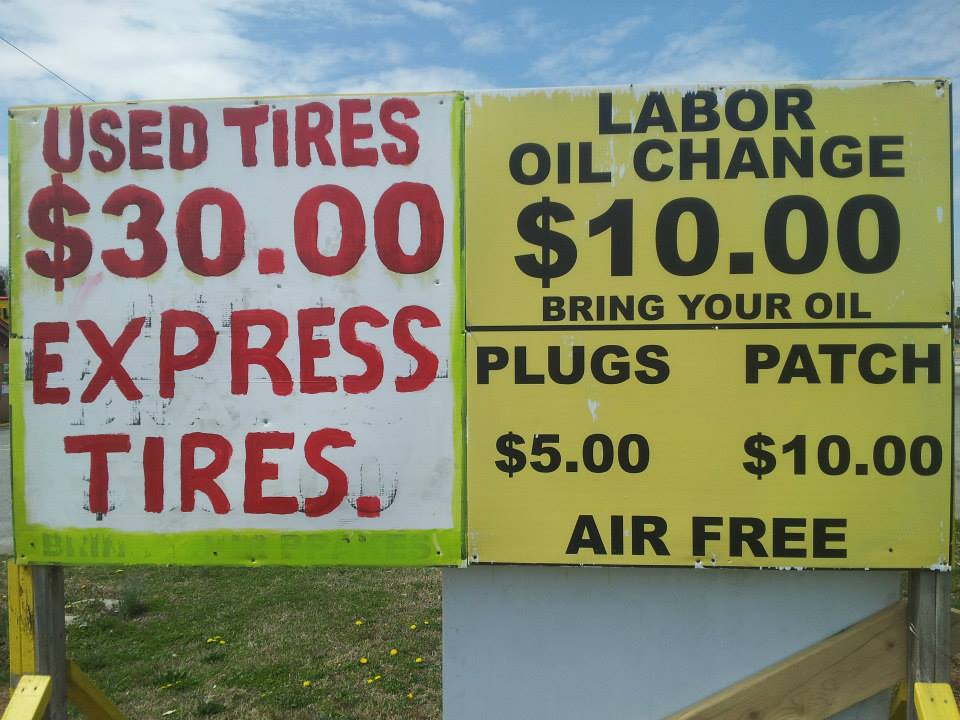 USED TIRES
$30.00
EXPRESS
TIRES.
LABOR
OIL CHANGE
$10.00
BRING YOUR OIL
PLUGS PATCH
$5.00 $10.00
AIR FREE